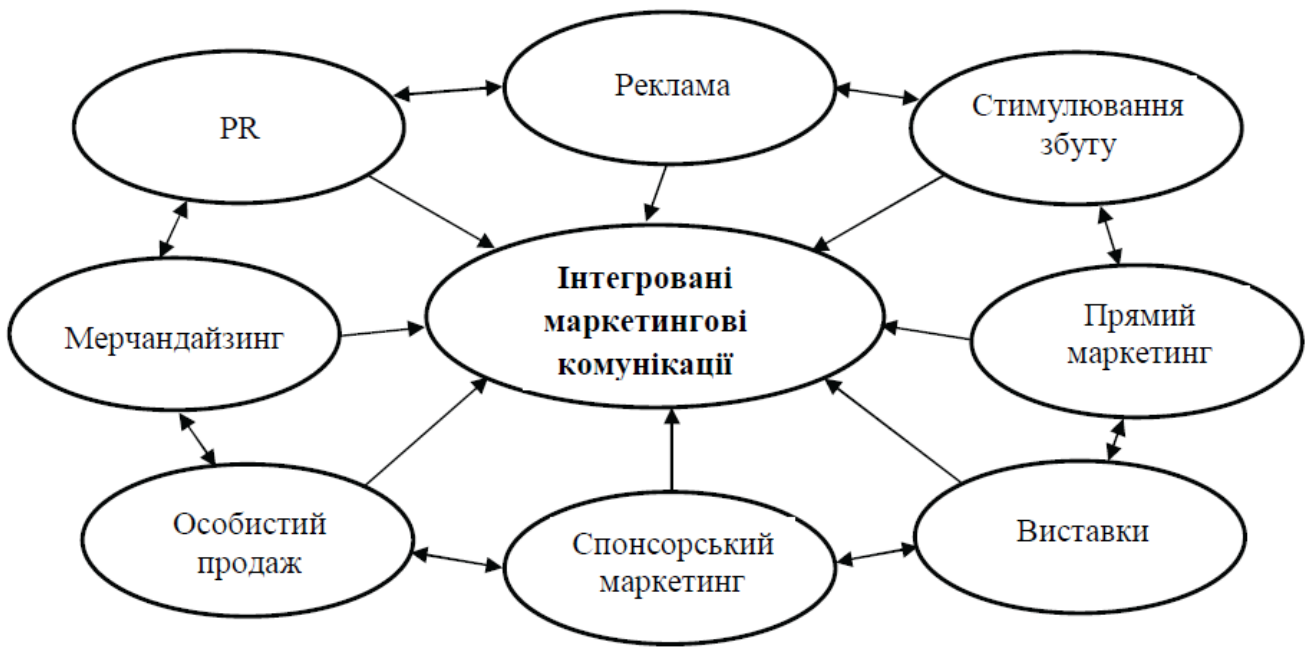 Реклама
PR
Стимулювання
збуту
Інтегровані
маркетингові
комунікації
Мерчандайзинг
Прямий
маркетинг
Особистий
продаж
Спонсорський
маркетинг
Виставки